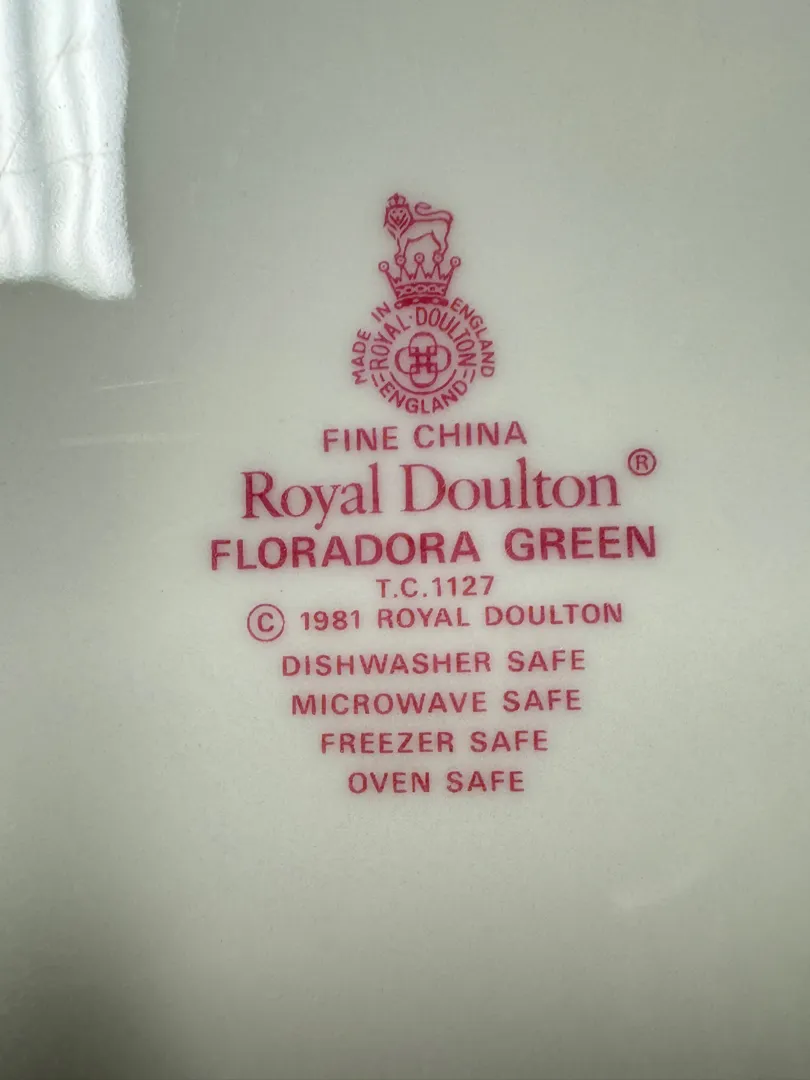 MADE IN ENGLAND
ROYAL·DOULTON
ENGLAND
FINE CHINA
Royal Doulton®
FLORADORA GREEN
T.C.1127
© 1981 ROYAL DOULTON
DISHWASHER SAFE
MICROWAVE SAFE
FREEZER SAFE
OVEN SAFE